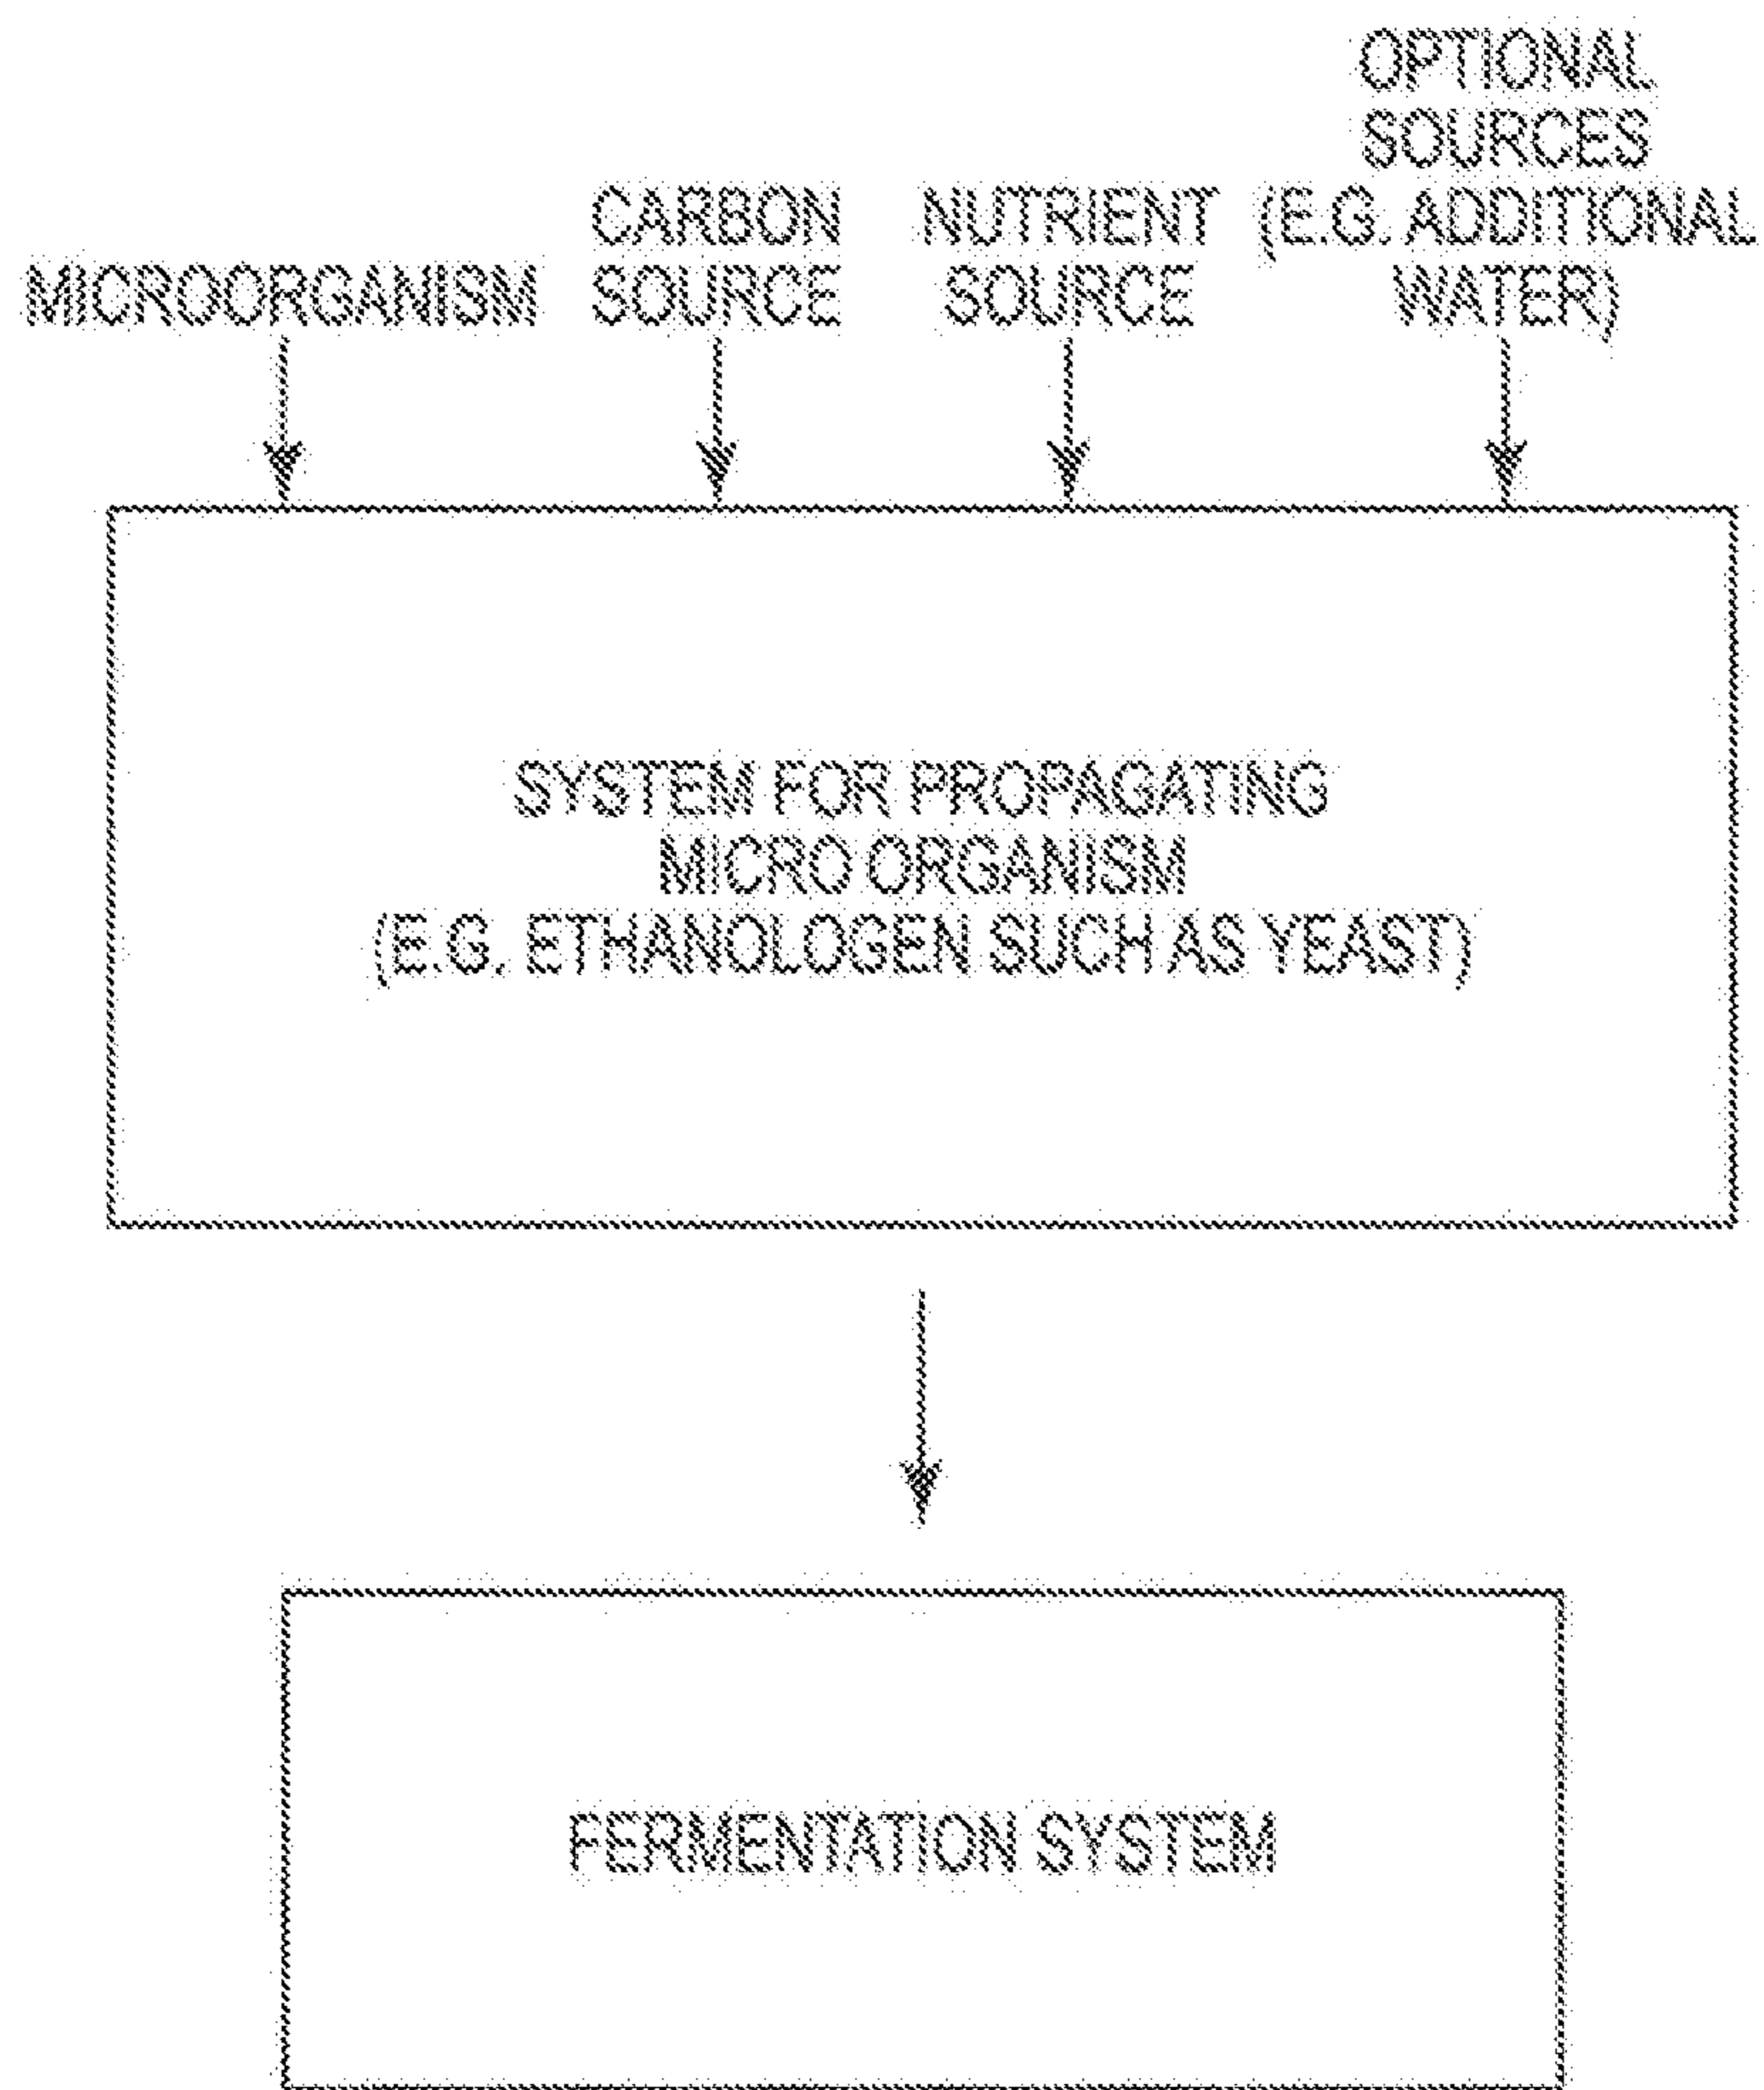 MICROORGANISM
CARBON
SOURCE
NUTRIENT
SOURCE
OPTIONAL
SOURCES
(E.G. ADDITIONAL
WATER)
SYSTEM FOR PROPAGATING
MICRO ORGANISM
(E.G. ETHANOLOGEN SUCH AS YEAST)
FERMENTATION SYSTEM